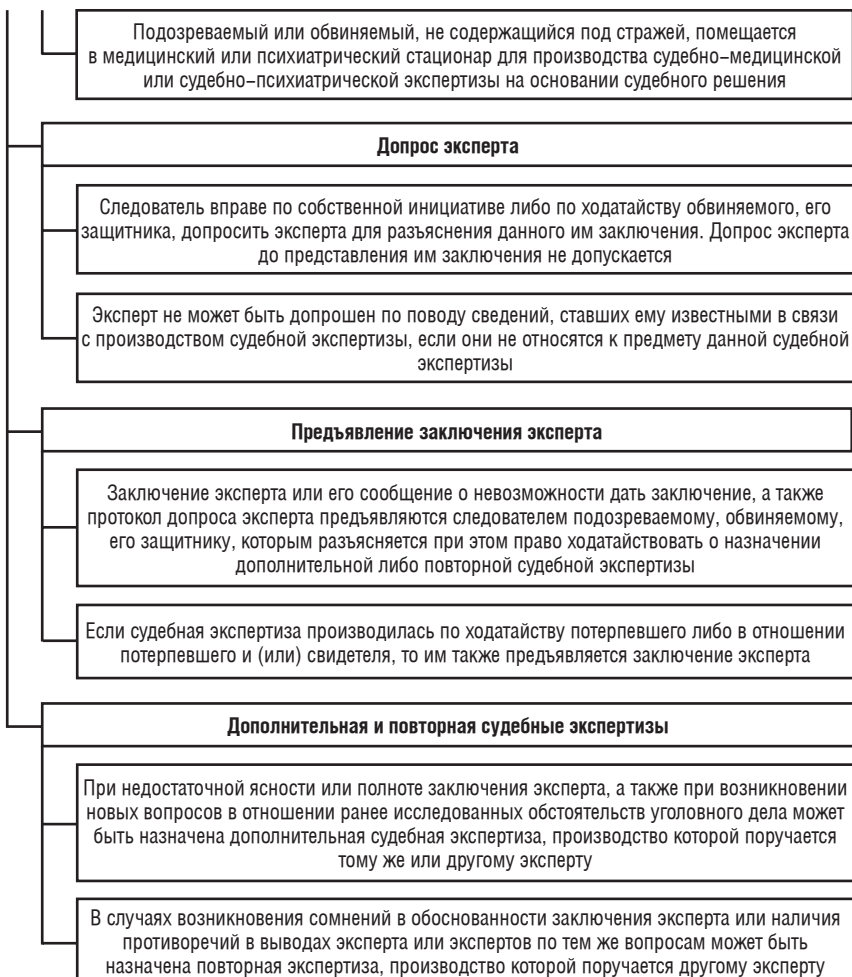 Подозреваемый или обвиняемый, не содержащийся под стражей, помещается
в медицинский или психиатрический стационар для производства судебно-медицинской
или судебно-психиатрической экспертизы на основании судебного решения
Допрос эксперта
Следователь вправе по собственной инициативе либо по ходатайству обвиняемого, его
защитника, допросить эксперта для разъяснения данного им заключения. Допрос эксперта
до представления им заключения не допускается
Эксперт не может быть допрошен по поводу сведений, ставших ему известными в связи
с производством судебной экспертизы, если они не относятся к предмету данной судебной
экспертизы
Предъявление заключения эксперта
Заключение эксперта или его сообщение о невозможности дать заключение, а также
протокол допроса эксперта предъявляются следователем подозреваемому, обвиняемому,
его защитнику, которым разъясняется при этом право ходатайствовать о назначении
дополнительной либо повторной судебной экспертизы
Если судебная экспертиза производилась по ходатайству потерпевшего либо в отношении
потерпевшего и (или) свидетеля, то им также предъявляется заключение эксперта
Дополнительная и повторная судебные экспертизы
При недостаточной ясности или полноте заключения эксперта, а также при возникновении
новых вопросов в отношении ранее исследованных обстоятельств уголовного дела может
быть назначена дополнительная судебная экспертиза, производство которой поручается
тому же или другому эксперту
В случаях возникновения сомнений в обоснованности заключения эксперта или наличия
противоречий в выводах эксперта или экспертов по тем же вопросам может быть
назначена повторная экспертиза, производство которой поручается другому эксперту